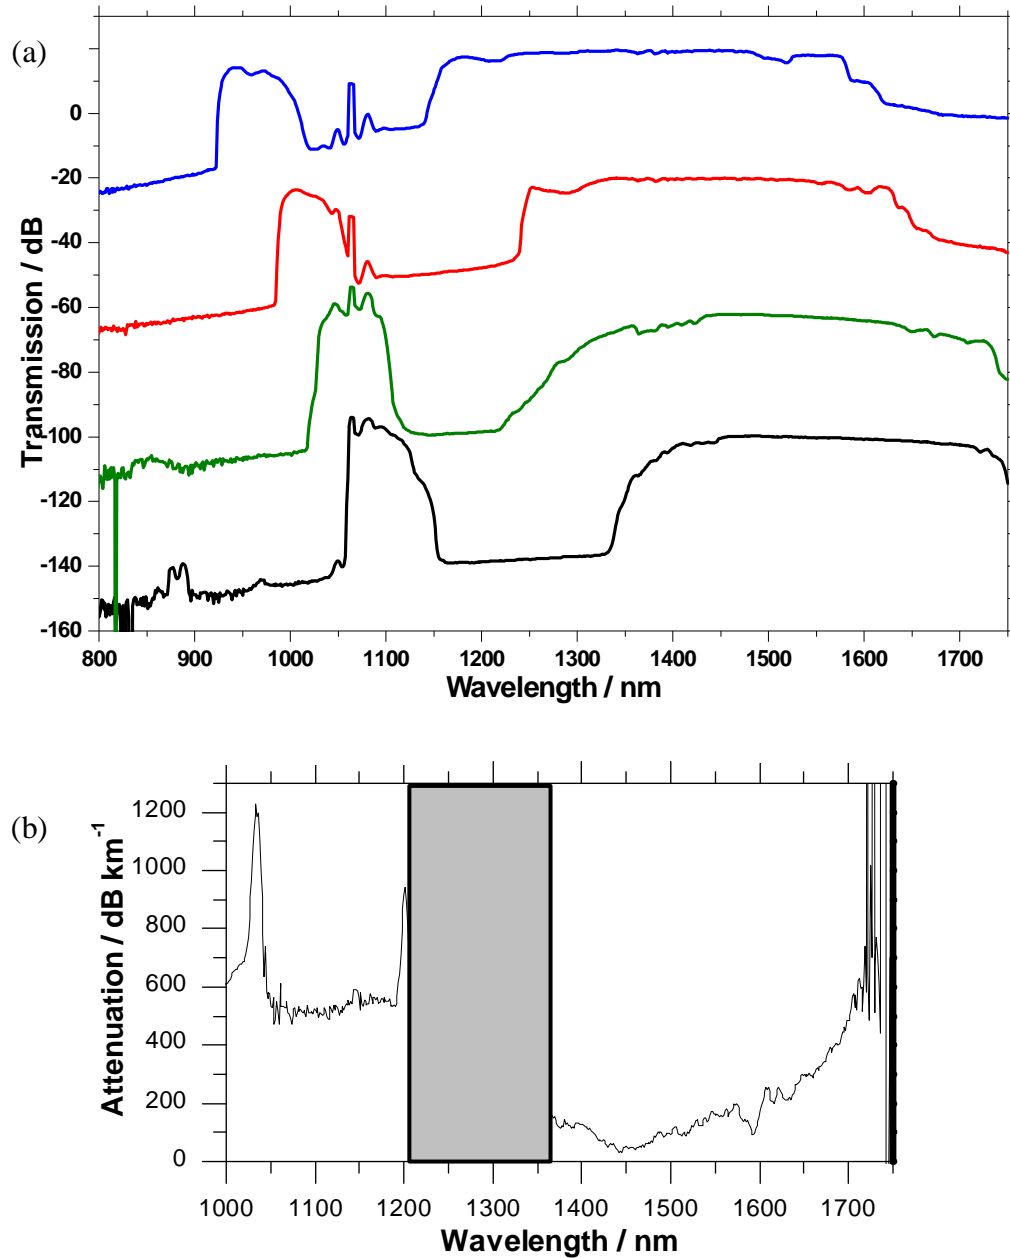 (a)
Transmission / dB
0
-20
-40
-60
-80
-100
-120
-140
-160
800 900 1000 1100 1200 1300 1400 1500 1600 1700
Wavelength / nm
(b)
Attenuation / dB km-1
1200
1000
800
600
400
200
0
1000 1100 1200 1300 1400 1500 1600 1700
Wavelength / nm